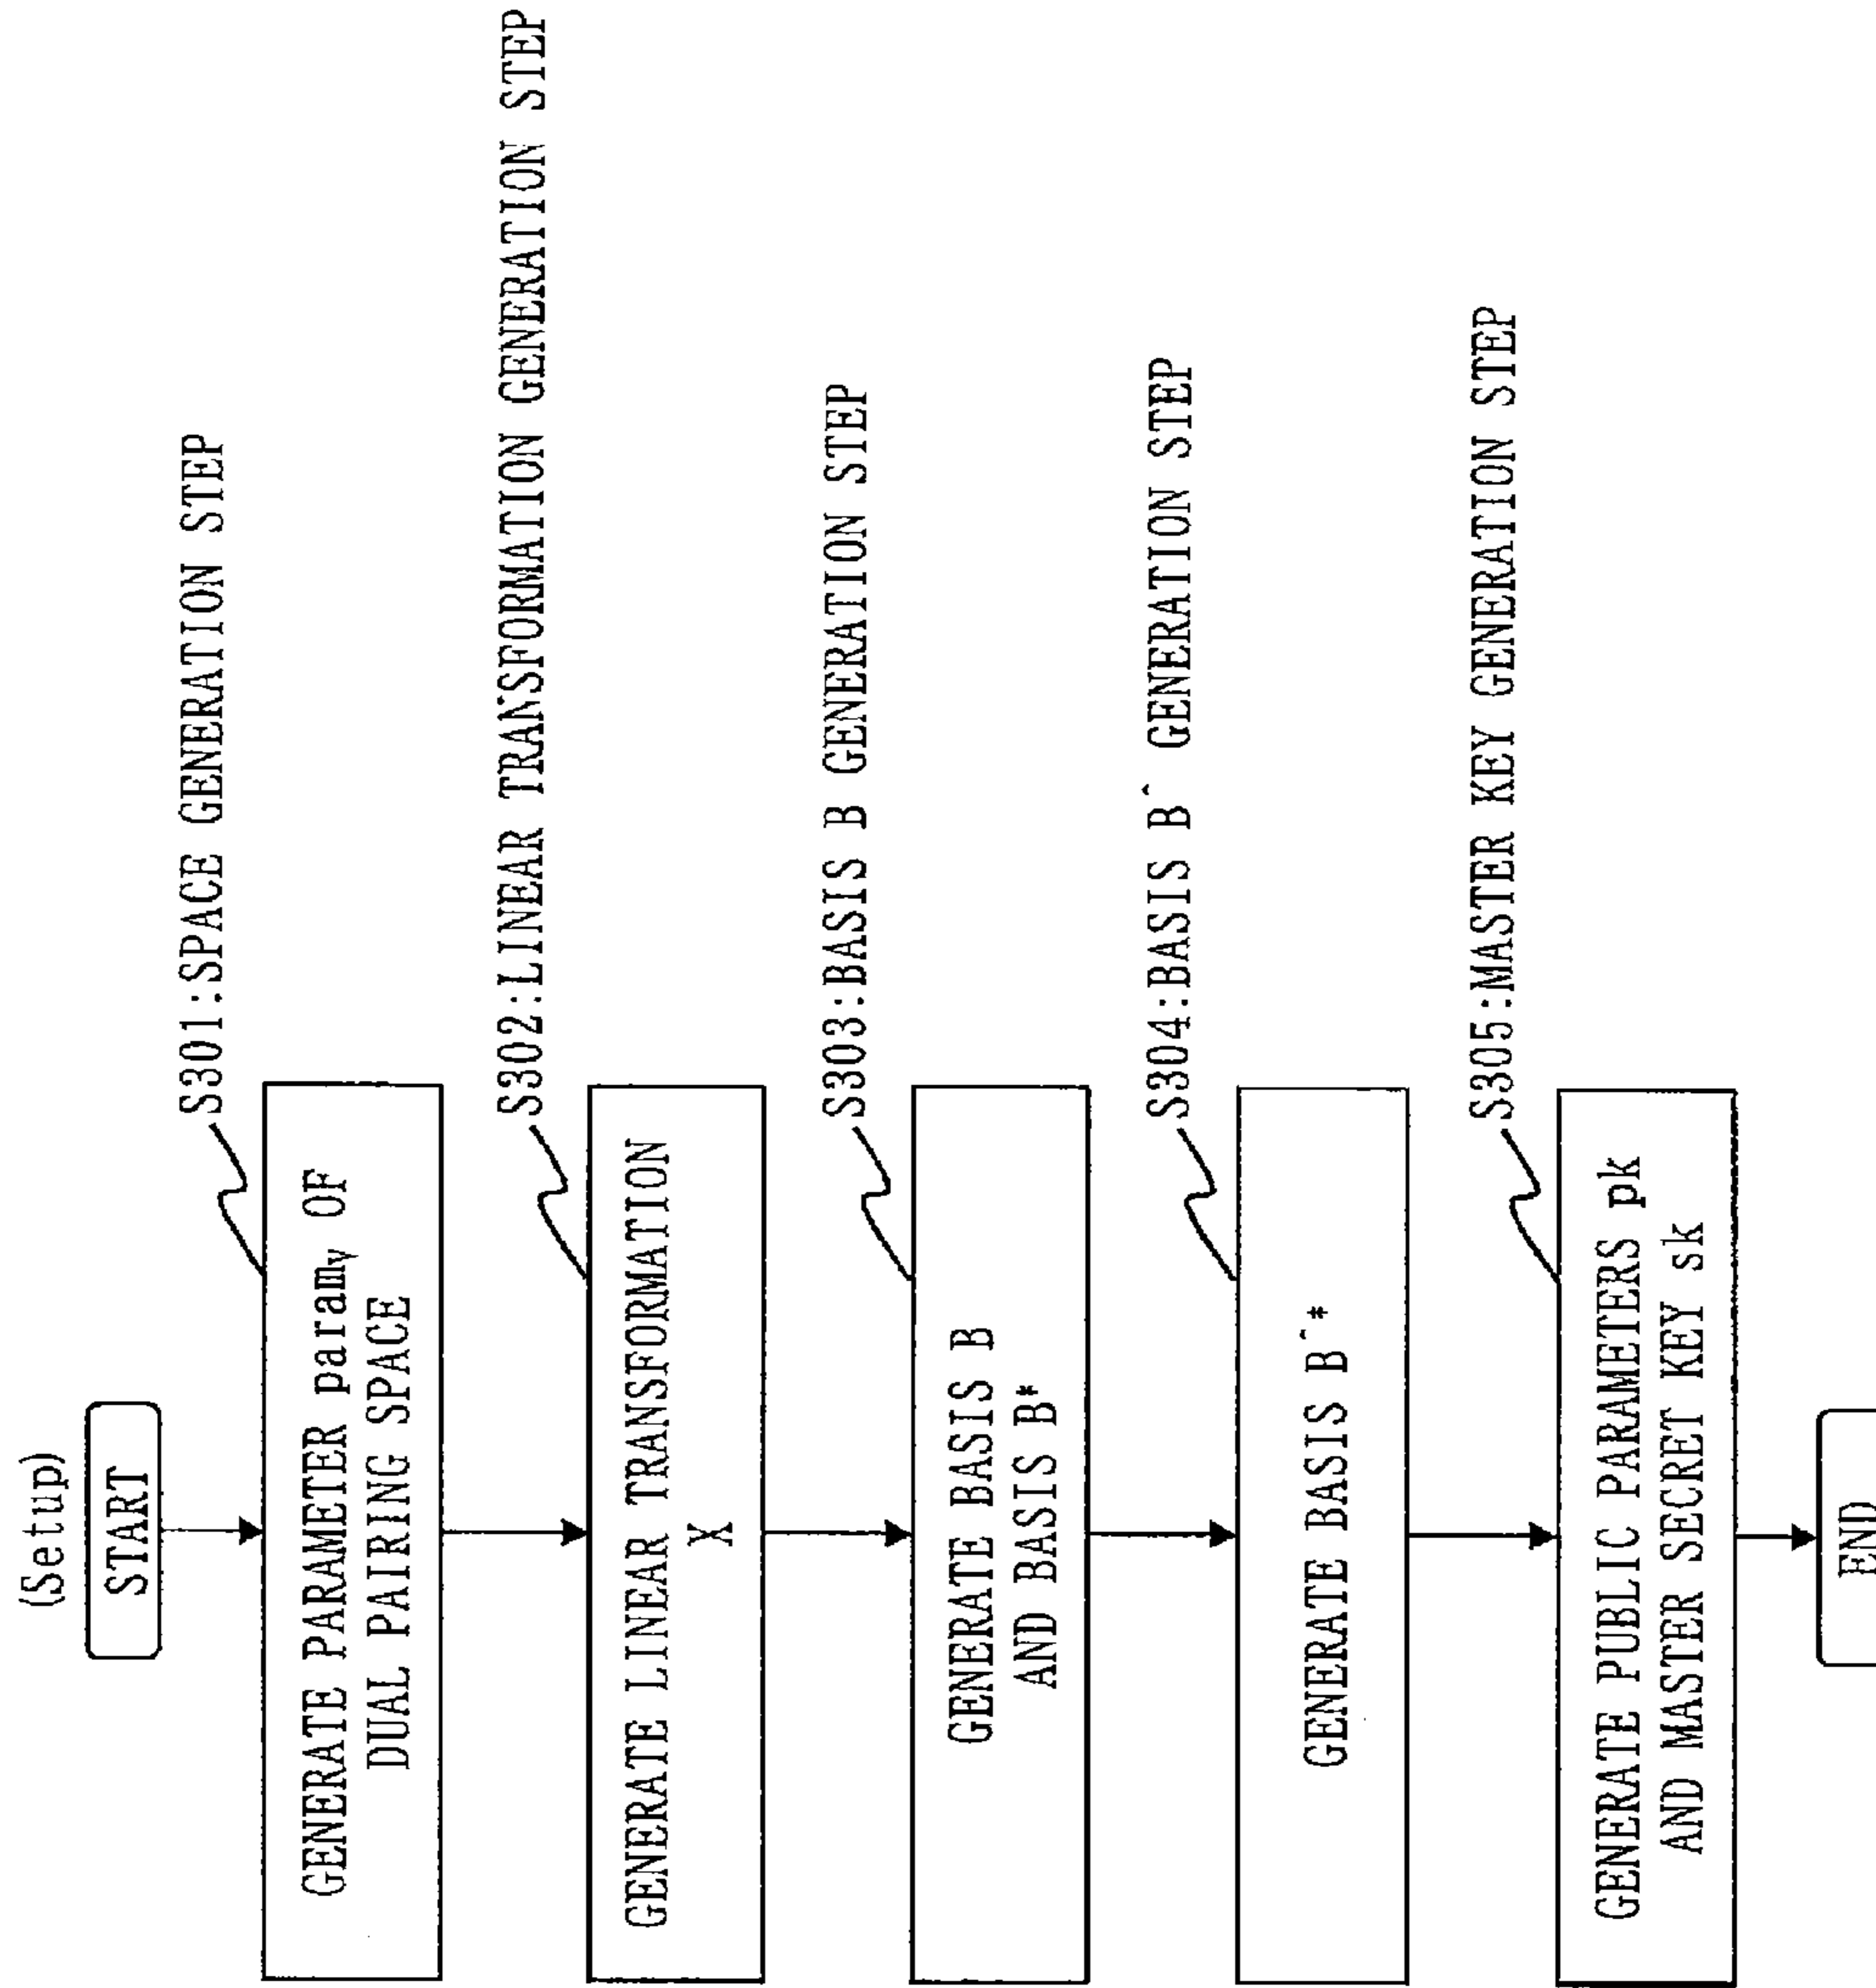 (Setup)
START
S301:SPACE GENERATION STEP
GENERATE PARAMETER param_V OF
DUAL PAIRING SPACE
S302:LINEAR TRANSFORMATION GENERATION STEP
GENERATE LINEAR TRANSFORMATION
X
S303:BASIS B GENERATION STEP
GENERATE BASIS B
AND BASIS B*
S304:BASIS B^ GENERATION STEP
GENERATE BASIS B^*
S305:MASTER KEY GENERATION STEP
GENERATE PUBLIC PARAMETERS pk
AND MASTER SECRET KEY sk
END